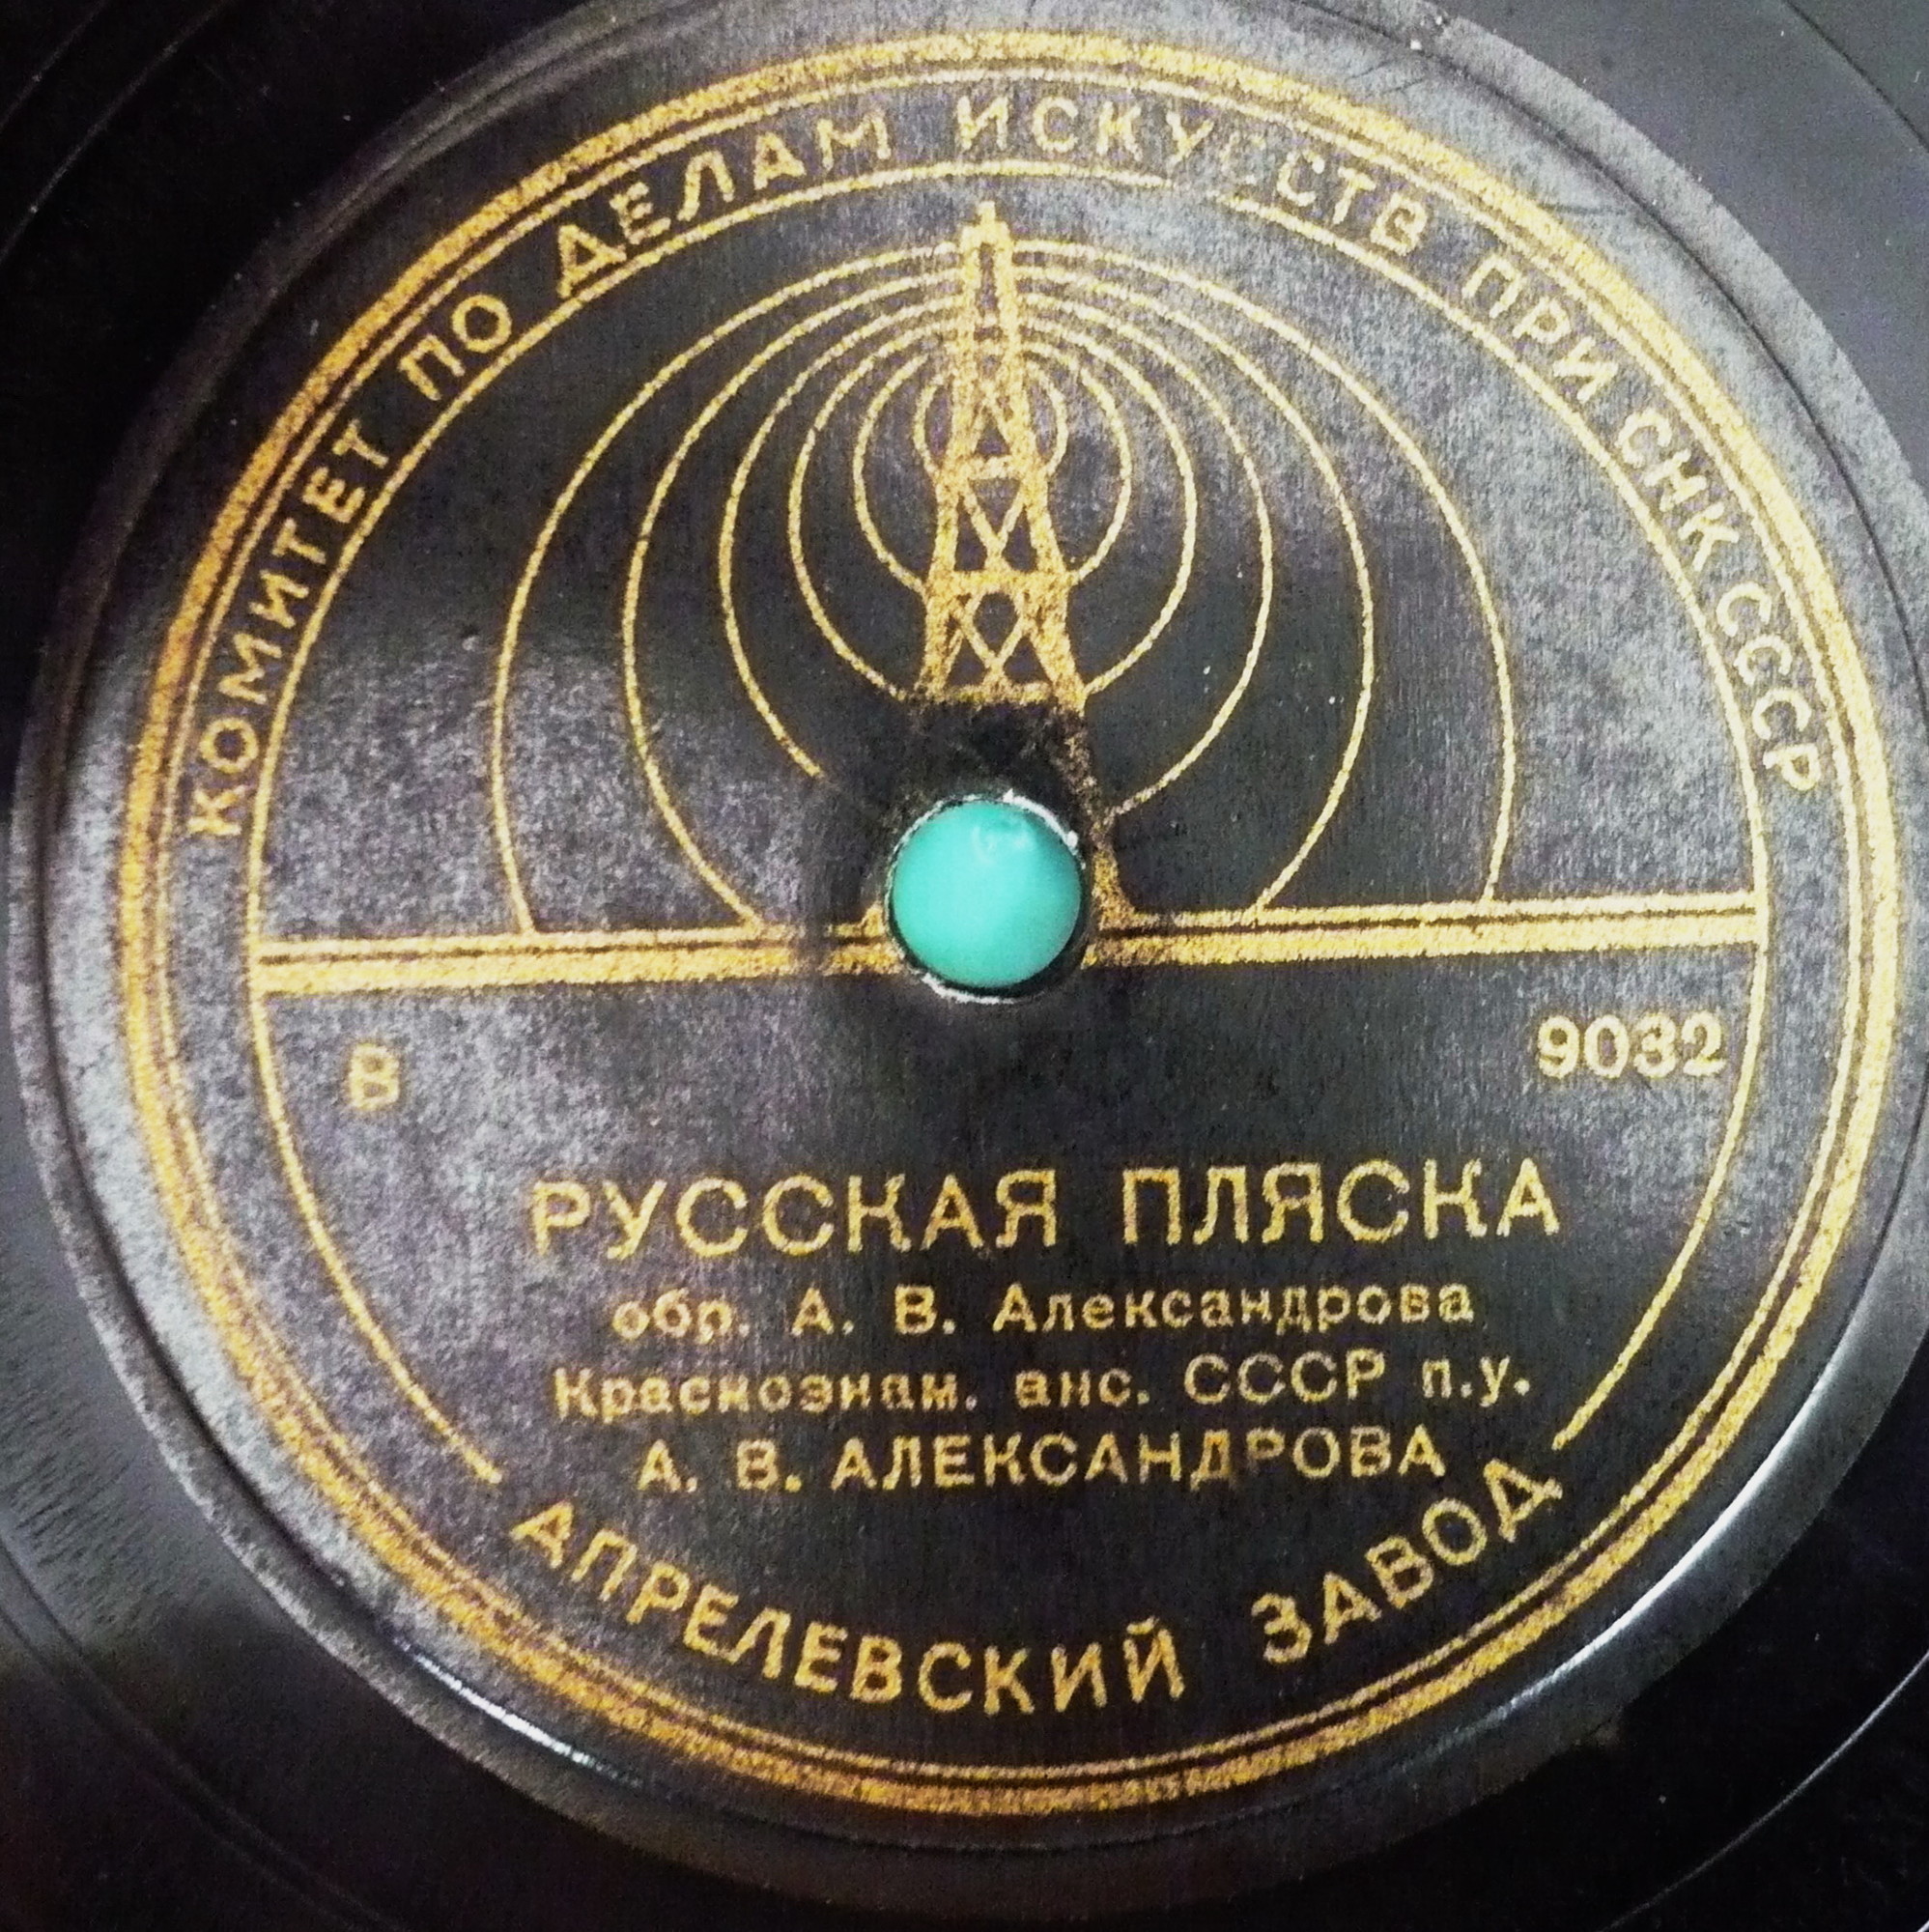 КОМИТЕТ ПО ДЕЛАМ ИСКУССТВ ПРИ СНК СССР
В 9032
РУССКАЯ ПЛЯСКА
обр. А. В. Александрова
Краснознам. анс. СССР п.у.
А. В. АЛЕКСАНДРОВА
АПРЕЛЕВСКИЙ ЗАВОД